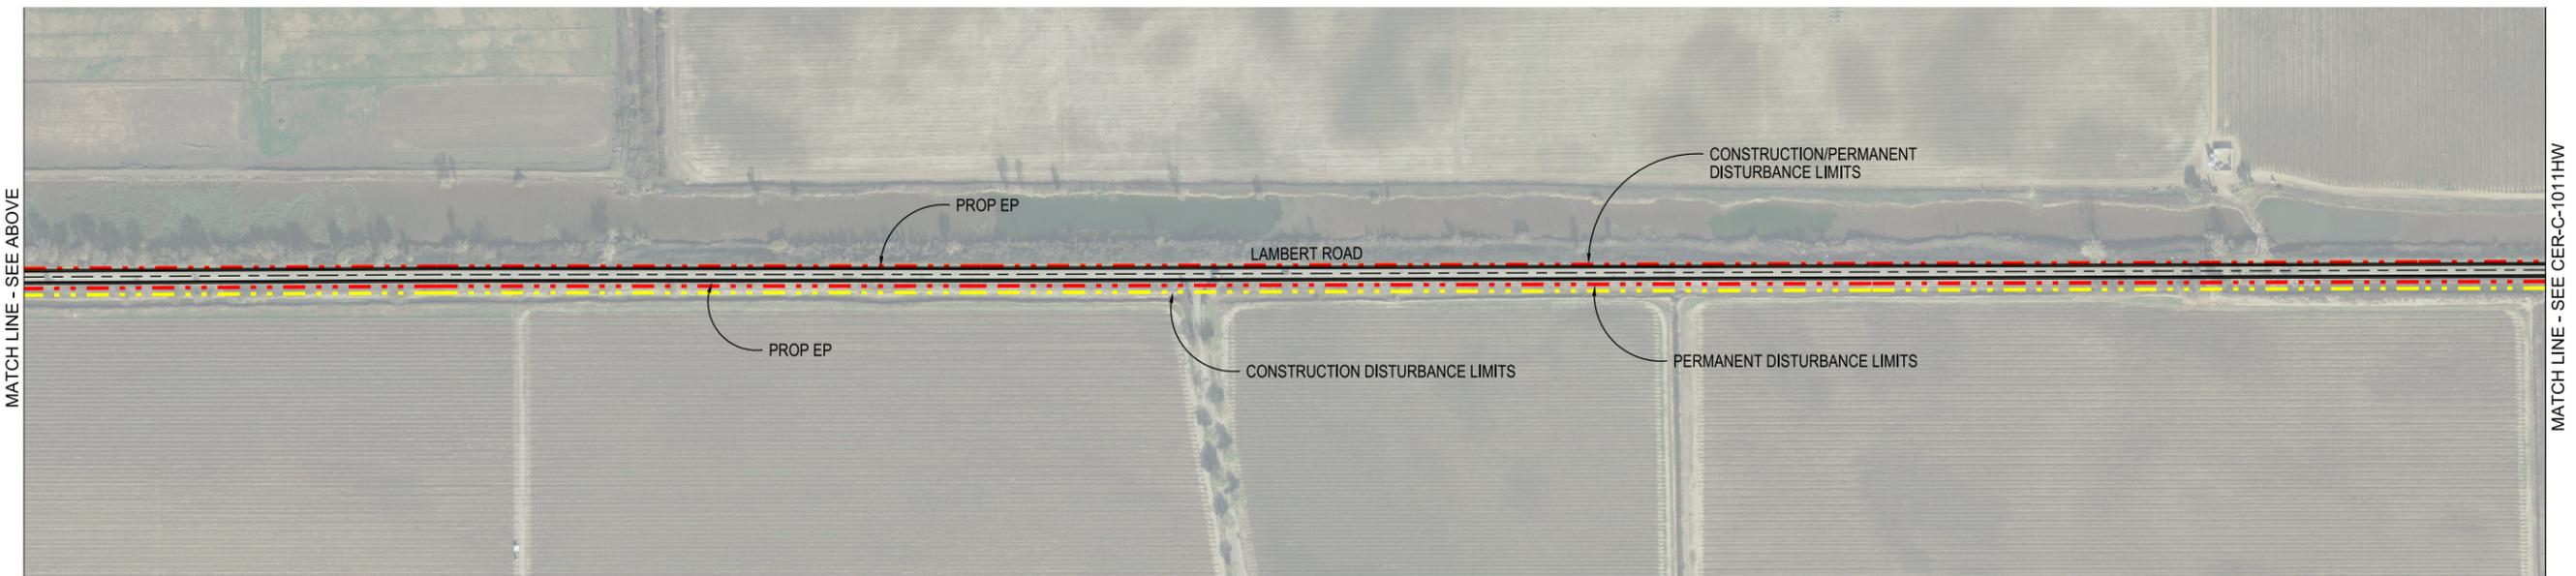 MATCH LINE - SEE ABOVE
CONSTRUCTION/PERMANENT
DISTURBANCE LIMITS
PROP EP
LAMBERT ROAD
PROP EP
CONSTRUCTION DISTURBANCE LIMITS
PERMANENT DISTURBANCE LIMITS
MATCH LINE - SEE CER-C-1011HW